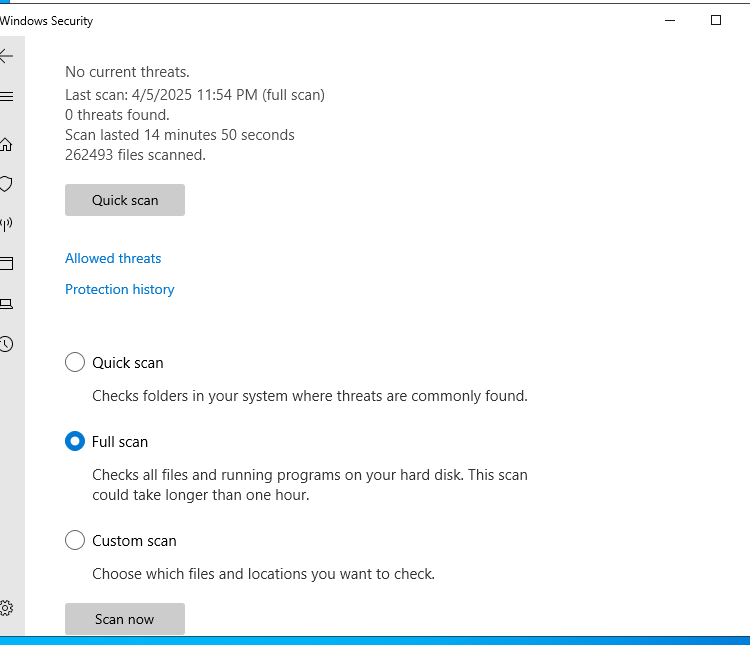 Windows Security
No current threats.
Last scan: 4/5/2025 11:54 PM (full scan)
0 threats found.
Scan lasted 14 minutes 50 seconds
262493 files scanned.
Quick scan
Allowed threats
Protection history
Quick scan
Checks folders in your system where threats are commonly found.
Full scan
Checks all files and running programs on your hard disk. This scan
could take longer than one hour.
Custom scan
Choose which files and locations you want to check.
Scan now